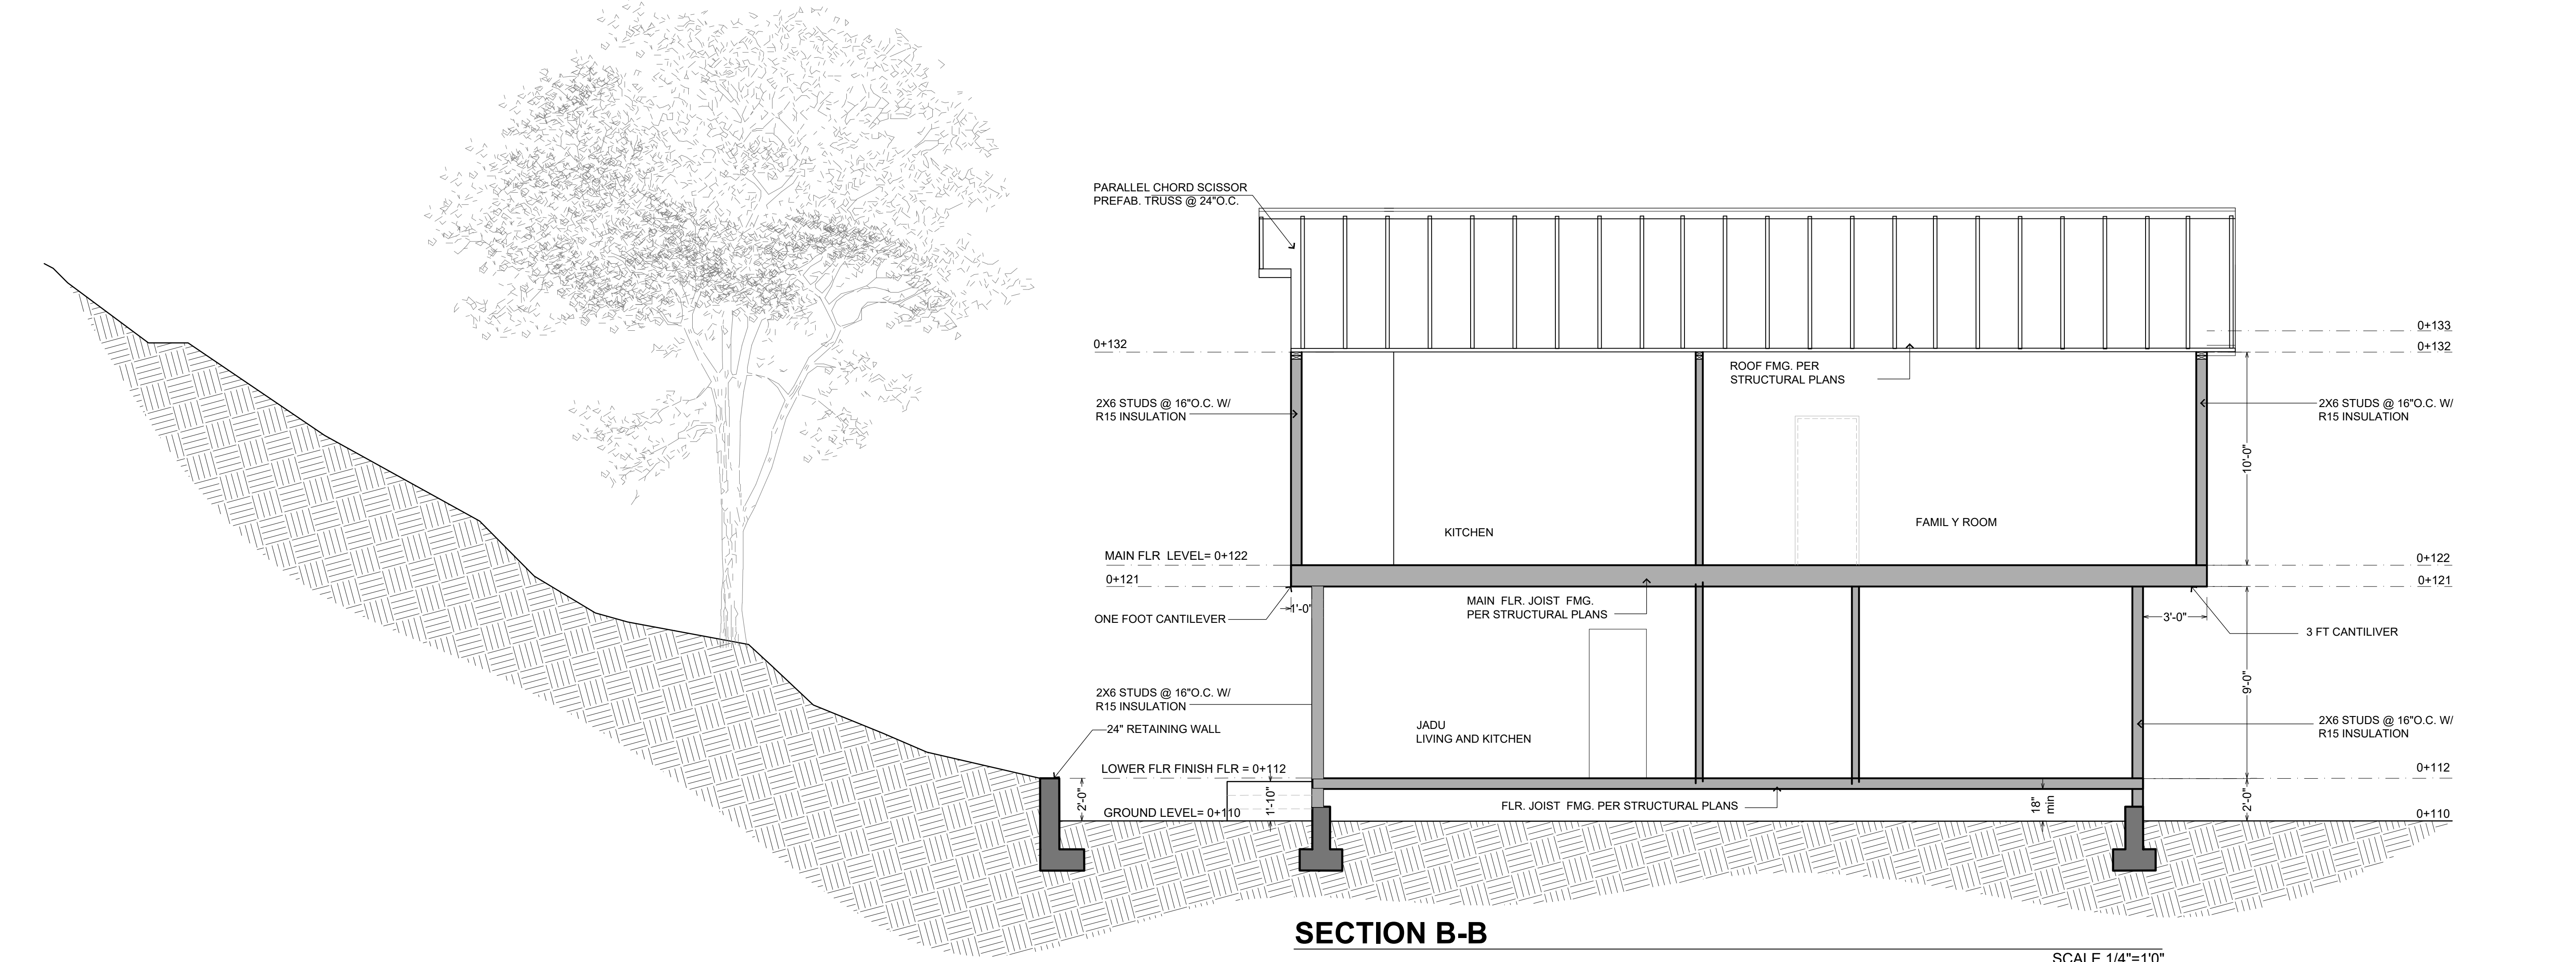 PARALLEL CHORD SCISSOR
PREFAB. TRUSS @ 24"O.C.
0+133
0+132
0+132
ROOF FMG. PER
STRUCTURAL PLANS
2X6 STUDS @ 16"O.C. W/
R15 INSULATION
2X6 STUDS @ 16"O.C. W/
R15 INSULATION
10'-0"
KITCHEN
FAMIL Y ROOM
MAIN FLR LEVEL= 0+122
0+122
0+121
0+121
1'-0"
MAIN FLR. JOIST FMG.
PER STRUCTURAL PLANS
ONE FOOT CANTILEVER
3'-0"
3 FT CANTILIVER
9'-0"
2X6 STUDS @ 16"O.C. W/
R15 INSULATION
24" RETAINING WALL
JADU
LIVING AND KITCHEN
2X6 STUDS @ 16"O.C. W/
R15 INSULATION
LOWER FLR FINISH FLR = 0+112
0+112
2'-0"
1'-10"
FLR. JOIST FMG. PER STRUCTURAL PLANS
18"
min
2'-0"
GROUND LEVEL= 0+110
0+110
SECTION B-B
SCALE 1/4"=1'0"